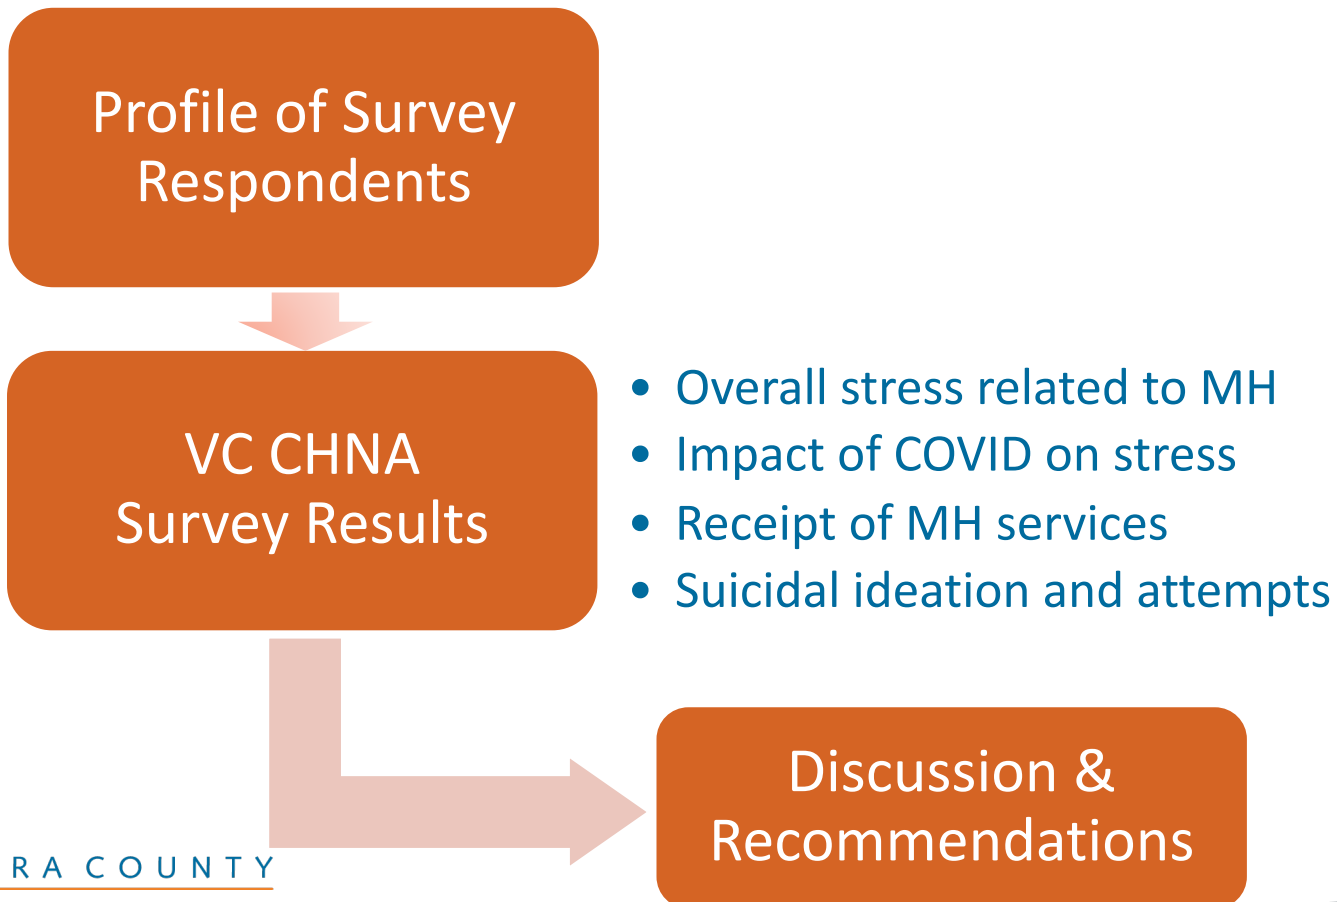 Profile of Survey
Respondents
VC CHNA
Survey Results
• Overall stress related to MH
• Impact of COVID on stress
• Receipt of MH services
• Suicidal ideation and attempts
Discussion &
Recommendations
RA COUNTY